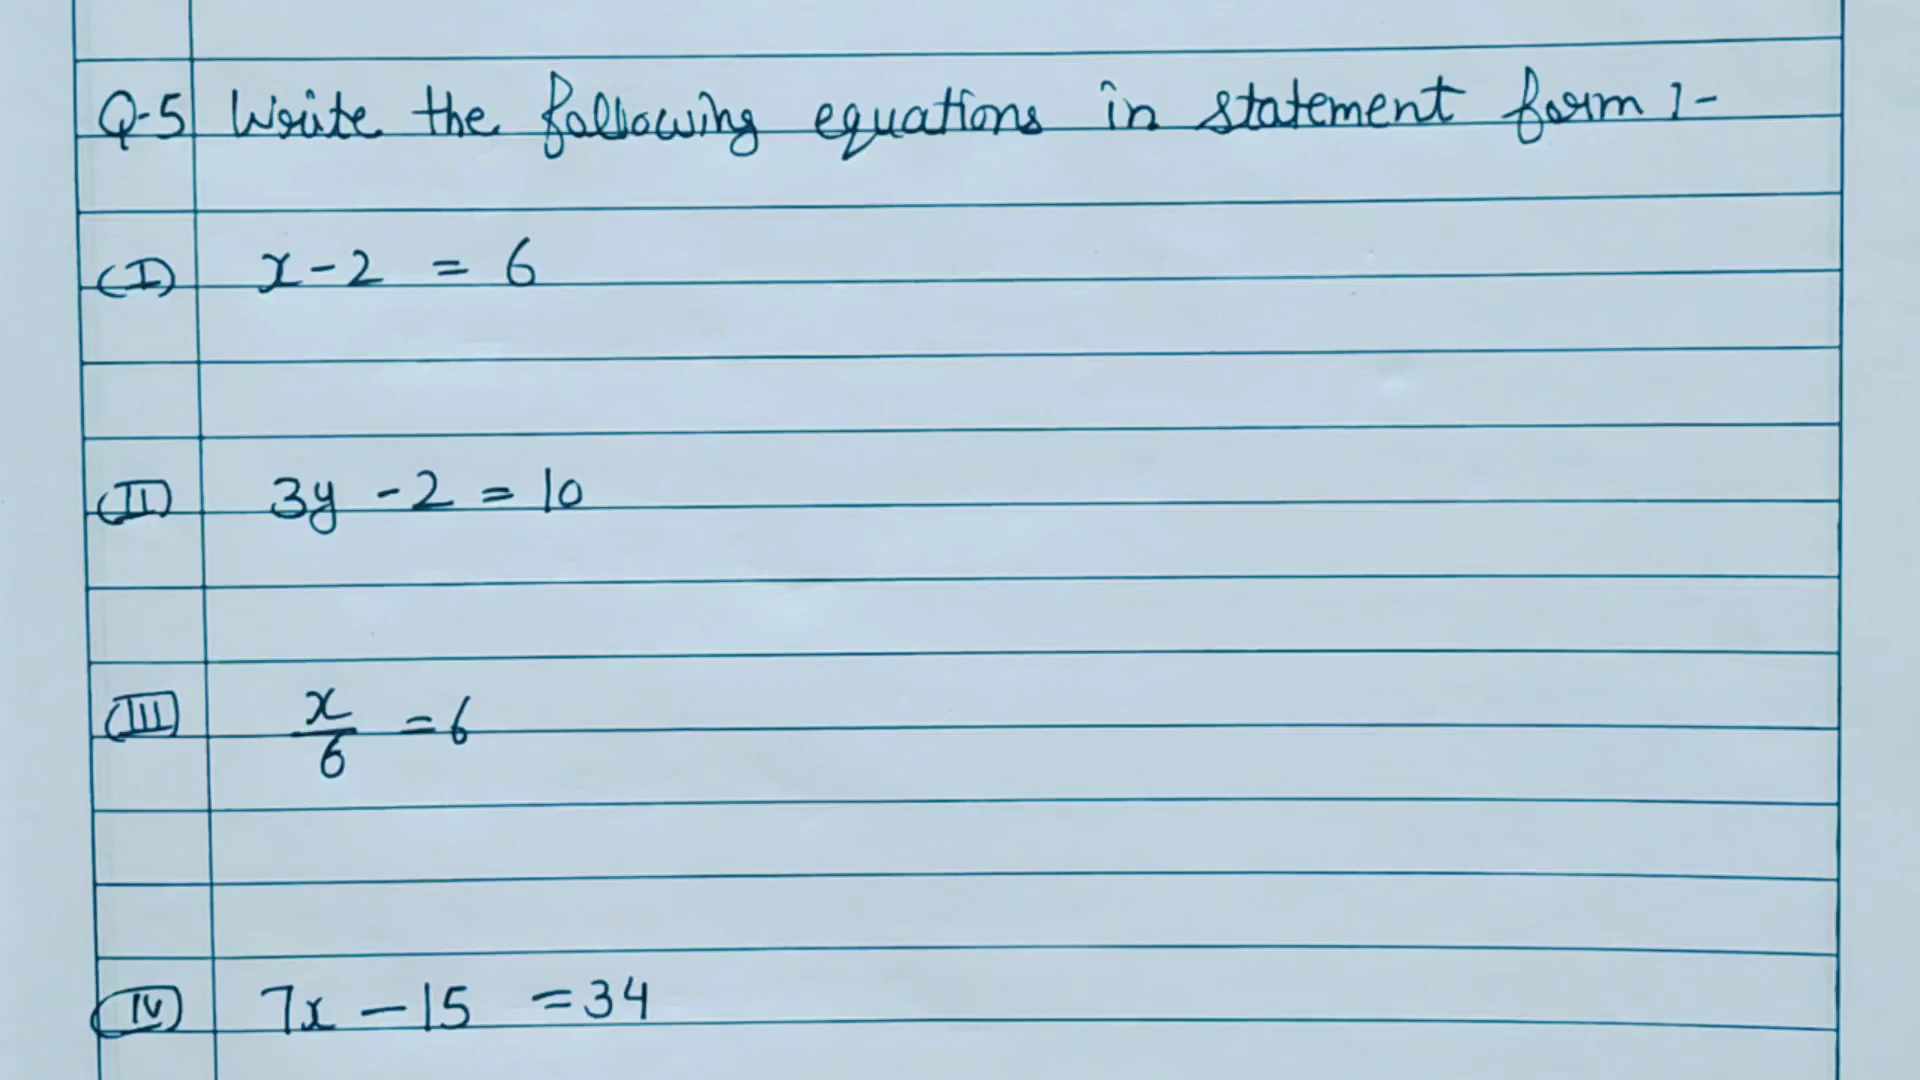 Q-5 Write the following equations in statement form :-
(I) x - 2 = 6
(II) 3y - 2 = 10
(III) x/6 = 6
(IV) 7x - 15 = 34